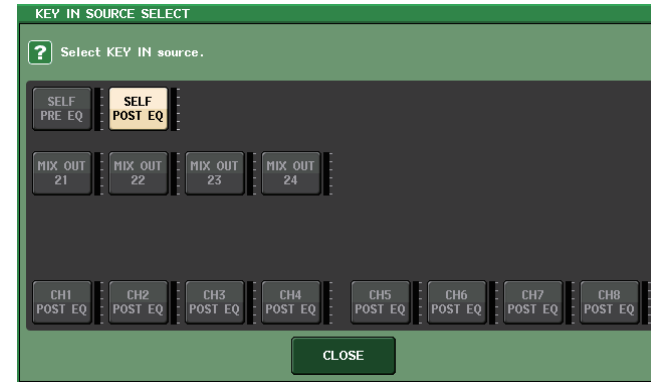 KEY IN SOURCE SELECT
? Select KEY IN source.
SELF SELF
PRE EQ POST EQ
MIX OUT MIX OUT MIX OUT MIX OUT
21 22 23 24
CH1 CH2 CH3 CH4 CH5 CH6 CH7 CH8
POST EQ POST EQ POST EQ POST EQ POST EQ POST EQ POST EQ POST EQ
CLOSE